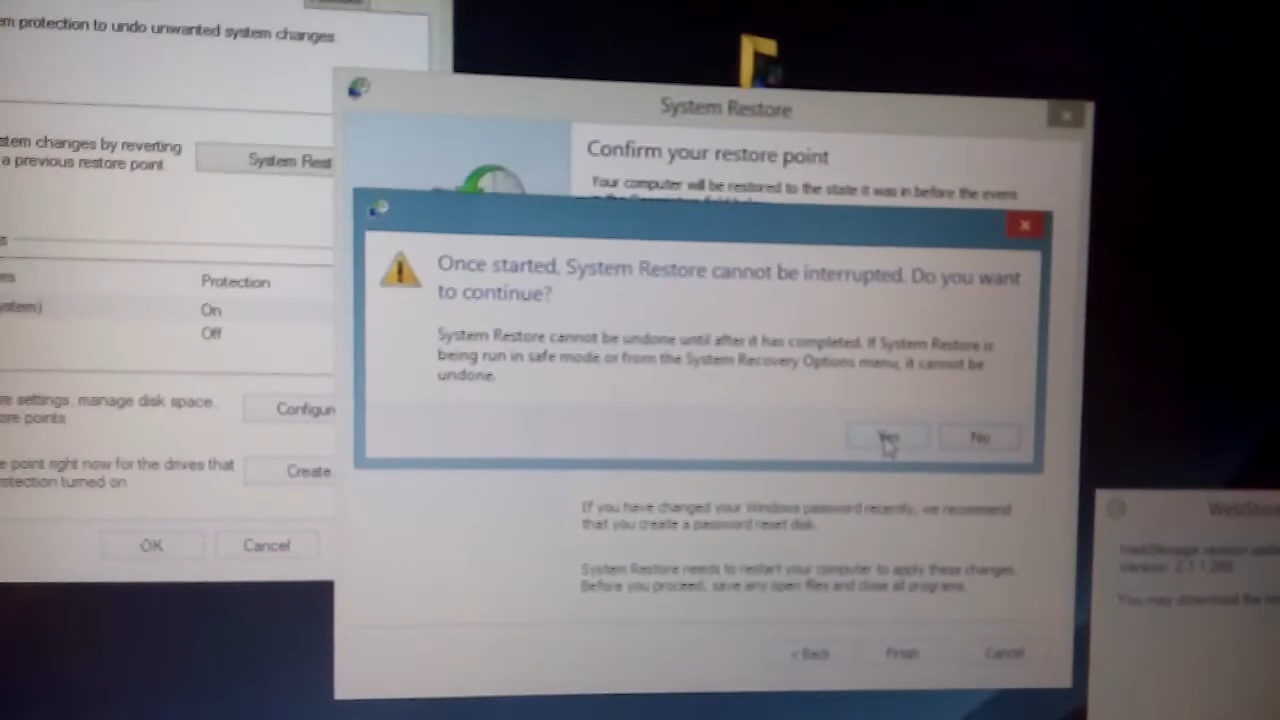 em protection to undo unwanted system changes.
stem changes by reverting
a previous restore point.
System Rest
Protection
ystem)
On
Off
re settings, manage disk space,
ore points.
Configur
e point right now for the drives that
otection turned on.
Create
OK
Cancel
System Restore
Confirm your restore point
Your computer will be restored to the state it was in before the event
Once started, System Restore cannot be interrupted. Do you want
to continue?
System Restore cannot be undone until after it has completed. If System Restore is
being run in safe mode or from the System Recovery Options menu, it cannot be
undone.
Yes
No
If you have changed your Windows password recently, we recommend
that you create a password reset disk.
System Restore needs to restart your computer to apply these changes.
Before you proceed, save any open files and close all programs.
< Back
Finish
Cancel
You may download the